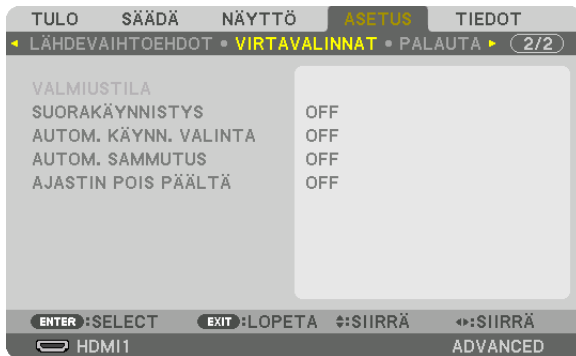 TULO SÄÄDÄ NÄYTTÖ ASETUS TIEDOT
LÄHDEVAIHTOEHDOT • VIRTAVALINNAT • PALAUTA 2/2
VALMIUSTILA
SUORAKÄYNNISTYS OFF
AUTOM. KÄYNN. VALINTA OFF
AUTOM. SAMMUTUS OFF
AJASTIN POIS PÄÄLTÄ OFF
ENTER :SELECT EXIT :LOPETA :SIIRRÄ :SIIRRÄ
HDMI1 ADVANCED